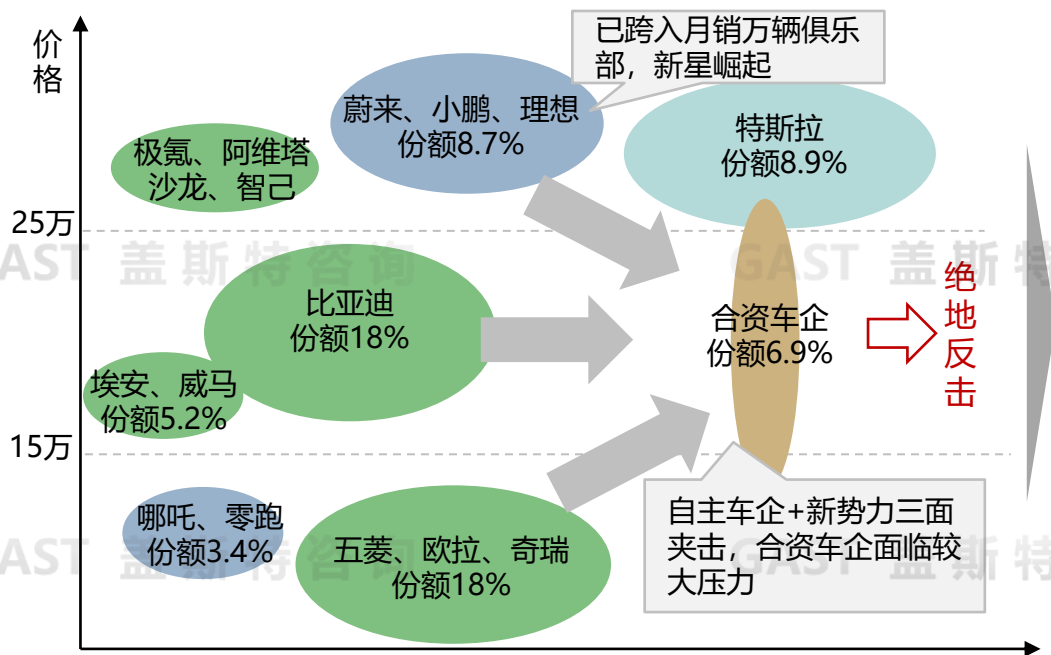 价
格
已跨入月销万辆俱乐
部，新星崛起
蔚来、小鹏、理想
份额8.7%
特斯拉
份额8.9%
极氪、阿维塔
沙龙、智己
25万
GAST 盖斯特咨询
GAST 盖斯特
比亚迪
份额18%
合资车企
份额6.9%
绝
地
反
击
埃安、威马
份额5.2%
15万
哪吒、零跑
份额3.4%
五菱、欧拉、奇瑞
份额18%
自主车企+新势力三面
夹击，合资车企面临较
大压力
GAST 盖斯特咨询
GAST 盖斯特